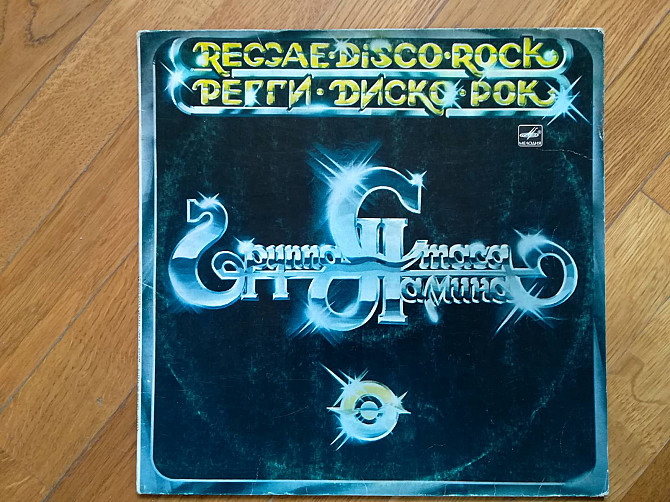 REGGAE·DISCO·ROCK
РЕГГИ·ДИСКО·РОК
МЕЛОДИЯ
Группа Стаса
Намина